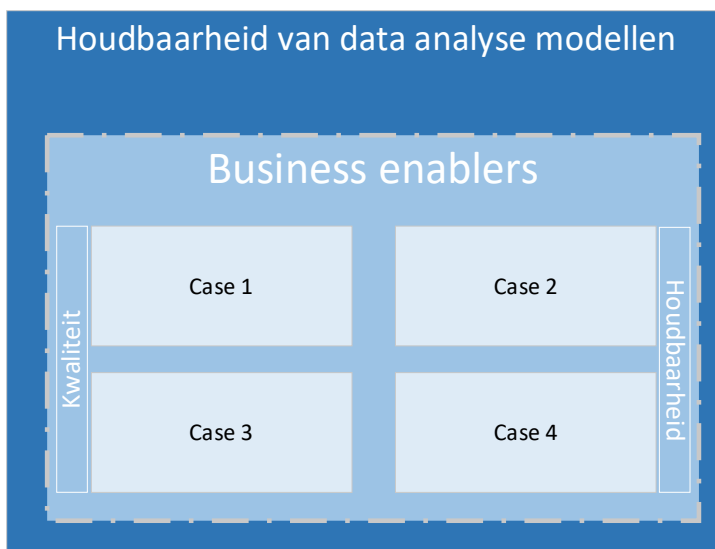 Houdbaarheid van data analyse modellen
Business enablers
Kwaliteit
Case 1
Case 2
Houdbaarheid
Case 3
Case 4